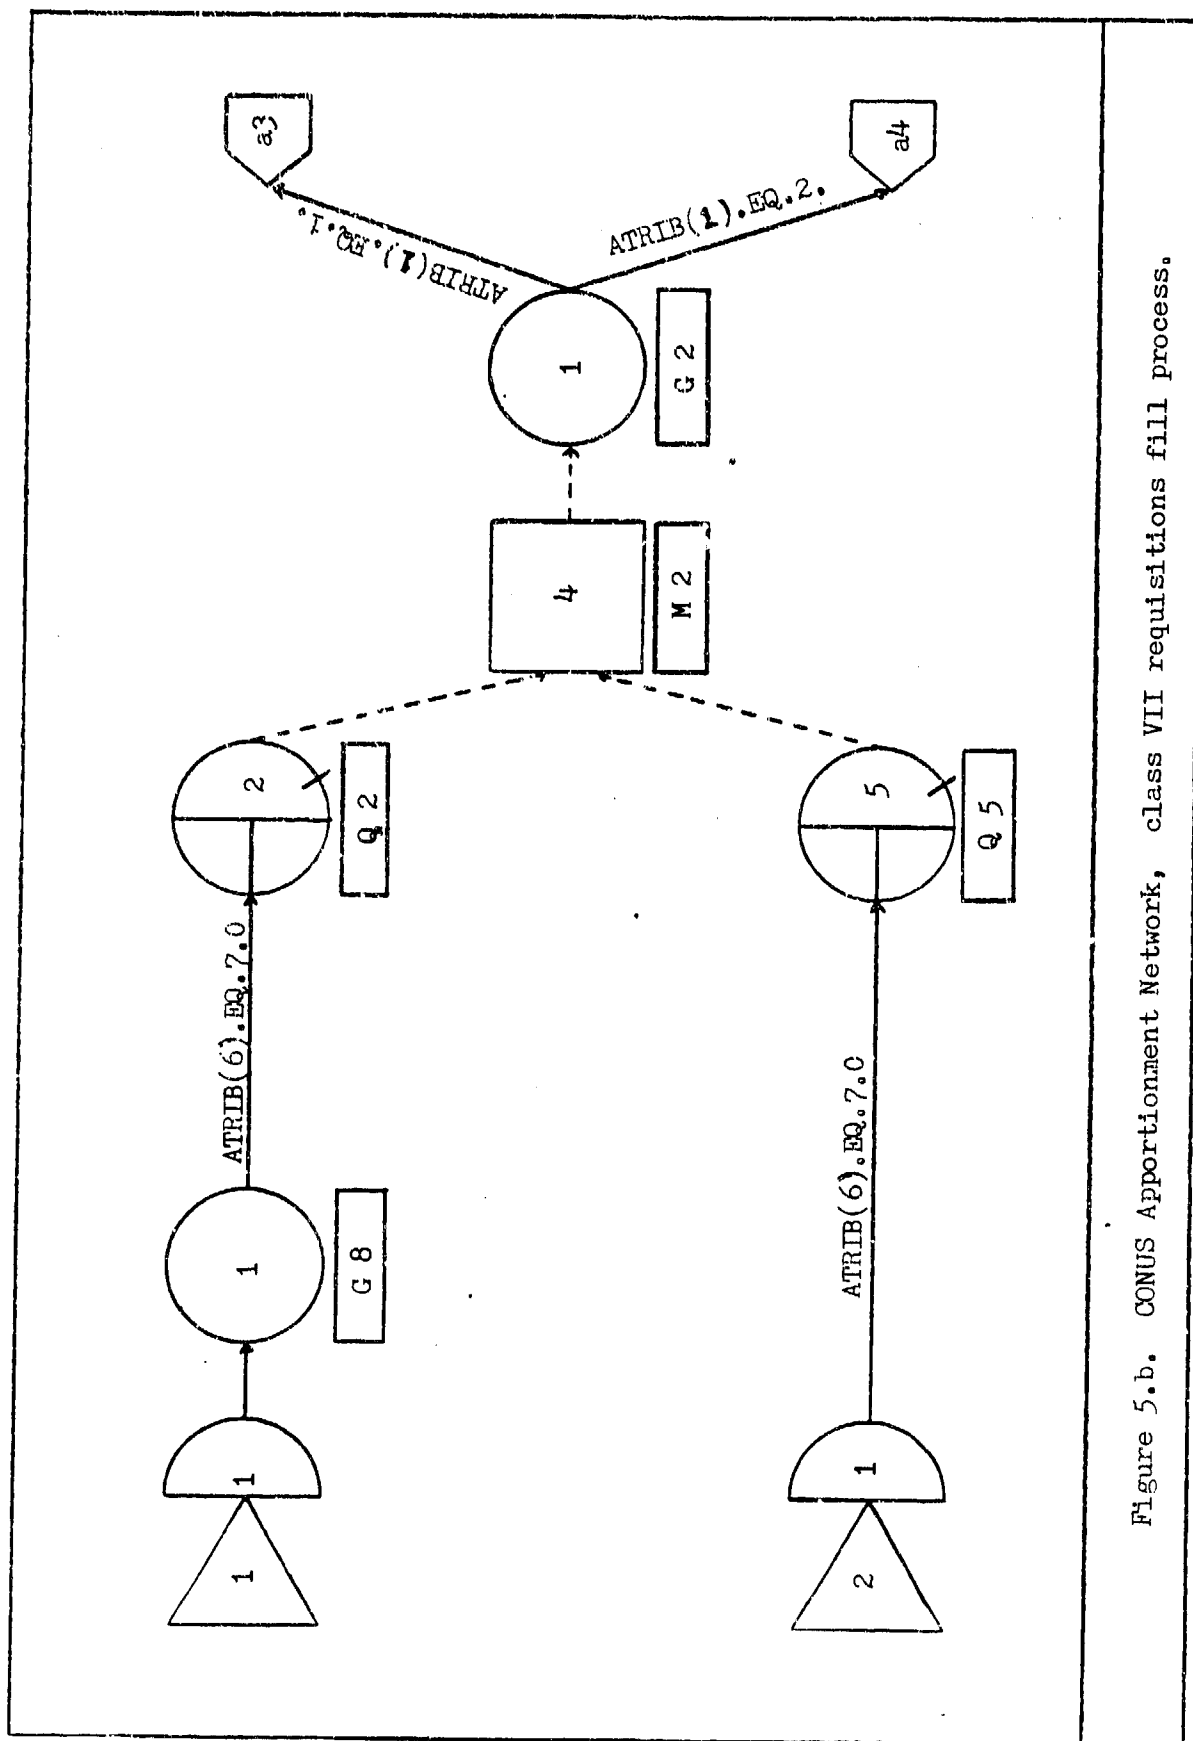 1
1
G 8
ATRIB(6).EQ.7.0
2
Q 2
2
1
ATRIB(6).EQ.7.0
5
Q 5
4
M 2
1
G 2
ATRIB(1).EQ.1.
ATRIB(1).EQ.2.
a3
a4
1
Figure 5.b. CONUS Apportionment Network, class VII requisitions fill process.